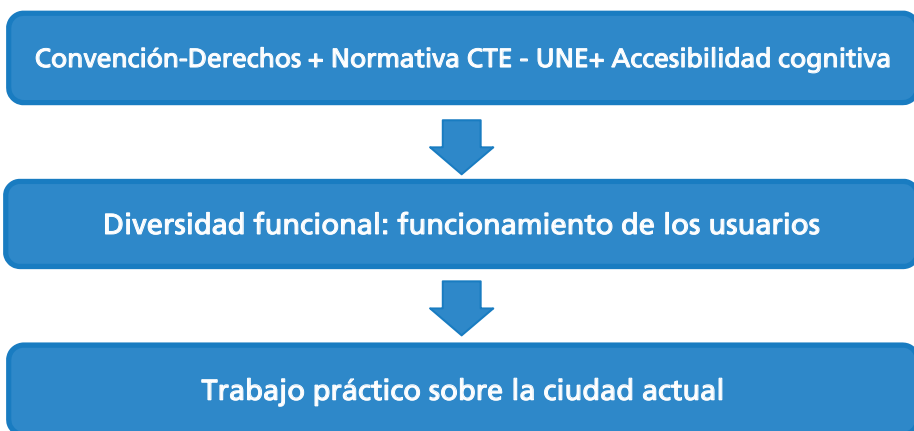 Convención-Derechos + Normativa CTE - UNE+ Accesibilidad cognitiva
Diversidad funcional: funcionamiento de los usuarios
Trabajo práctico sobre la ciudad actual